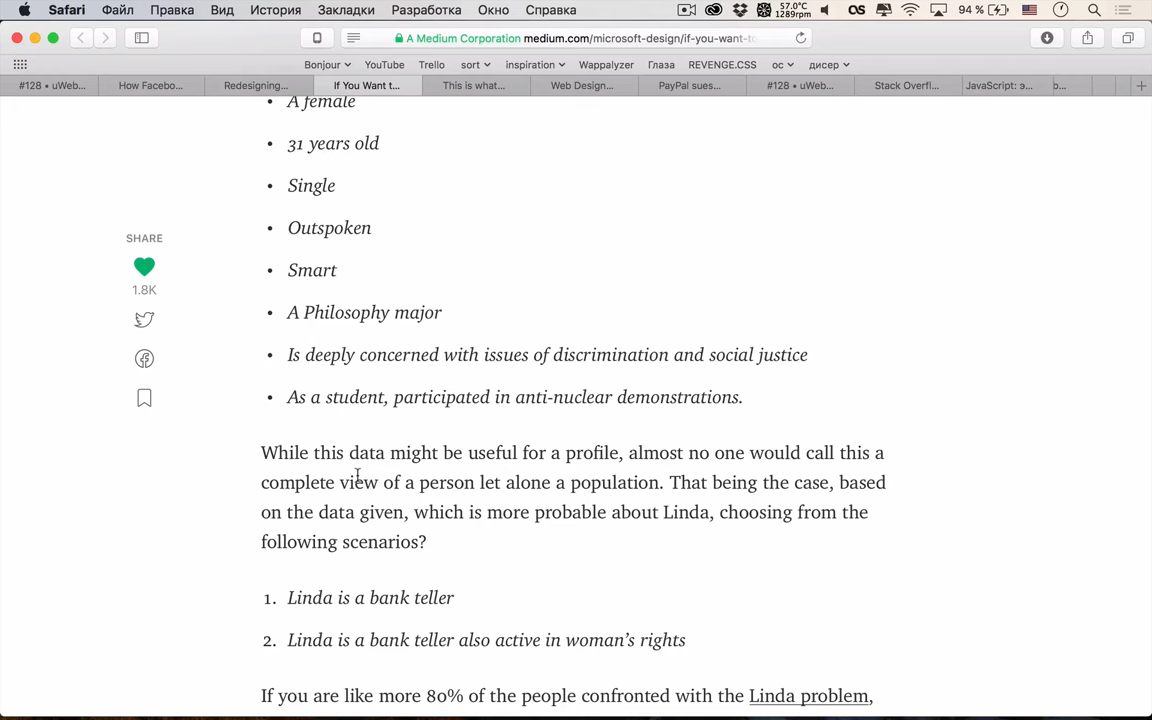 Safari Файл Правка Вид История Закладки Разработка Окно Справка 57.0°C 1289rpm 94 %
A Medium Corporation medium.com/microsoft-design/if-you-want-to-
Bonjour YouTube Trello sort inspiration Wappalyzer Глаза REVENGE.CSS ос дисер
#128 • uWeb... How Facebo... Redesigning... If You Want t... This is what... Web Design... PayPal sues... #128 • uWeb... Stack Overfl... JavaScript: э... b...
• A female
• 31 years old
• Single
• Outspoken
SHARE
• Smart
1.8K
• A Philosophy major
• Is deeply concerned with issues of discrimination and social justice
• As a student, participated in anti-nuclear demonstrations.
While this data might be useful for a profile, almost no one would call this a
complete view of a person let alone a population. That being the case, based
on the data given, which is more probable about Linda, choosing from the
following scenarios?
1. Linda is a bank teller
2. Linda is a bank teller also active in woman's rights
If you are like more 80% of the people confronted with the Linda problem,